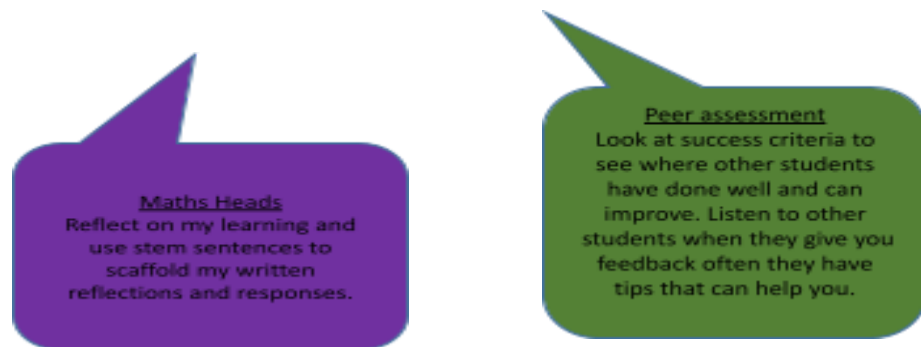 Maths Heads
Reflect on my learning and
use stem sentences to
scaffold my written
reflections and responses.
Peer assessment
Look at success criteria to
see where other students
have done well and can
improve. Listen to other
students when they give you
feedback often they have
tips that can help you.